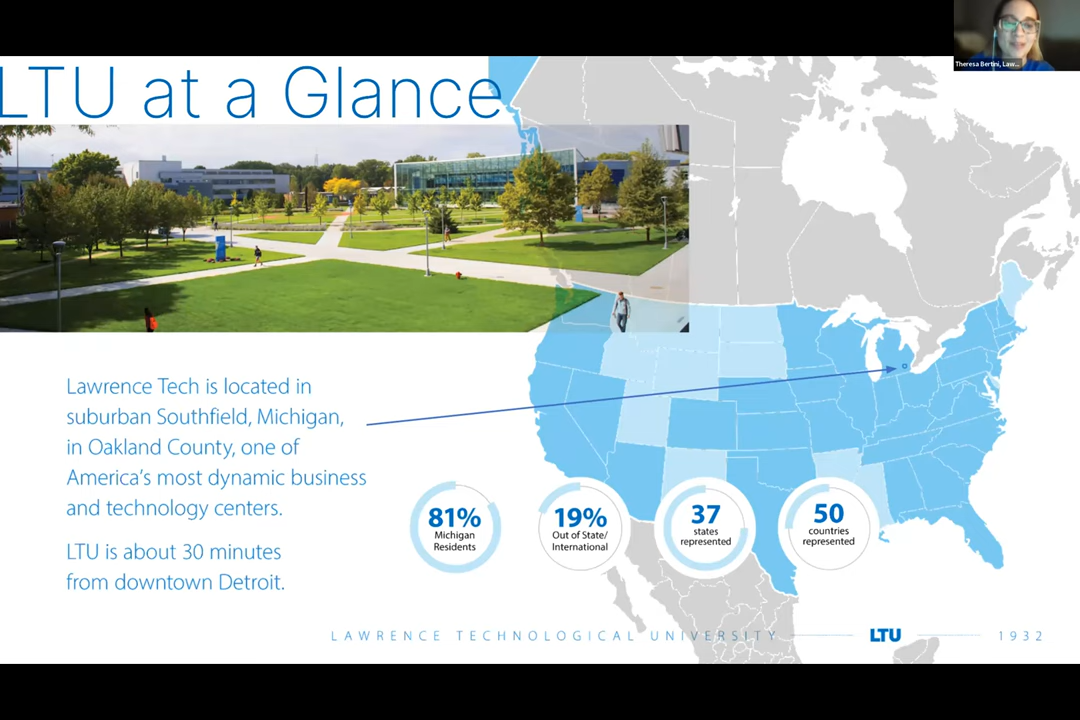 Theresa Bertini, Law...
LTU at a Glance
Lawrence Tech is located in
suburban Southfield, Michigan,
in Oakland County, one of
America's most dynamic business
and technology centers.
LTU is about 30 minutes
from downtown Detroit.
81%
Michigan
Residents
19%
Out of State/
International
37
states
represented
50
countries
represented
LAWRENCE TECHNOLOGICAL UNIVERSITY
LTU
1932